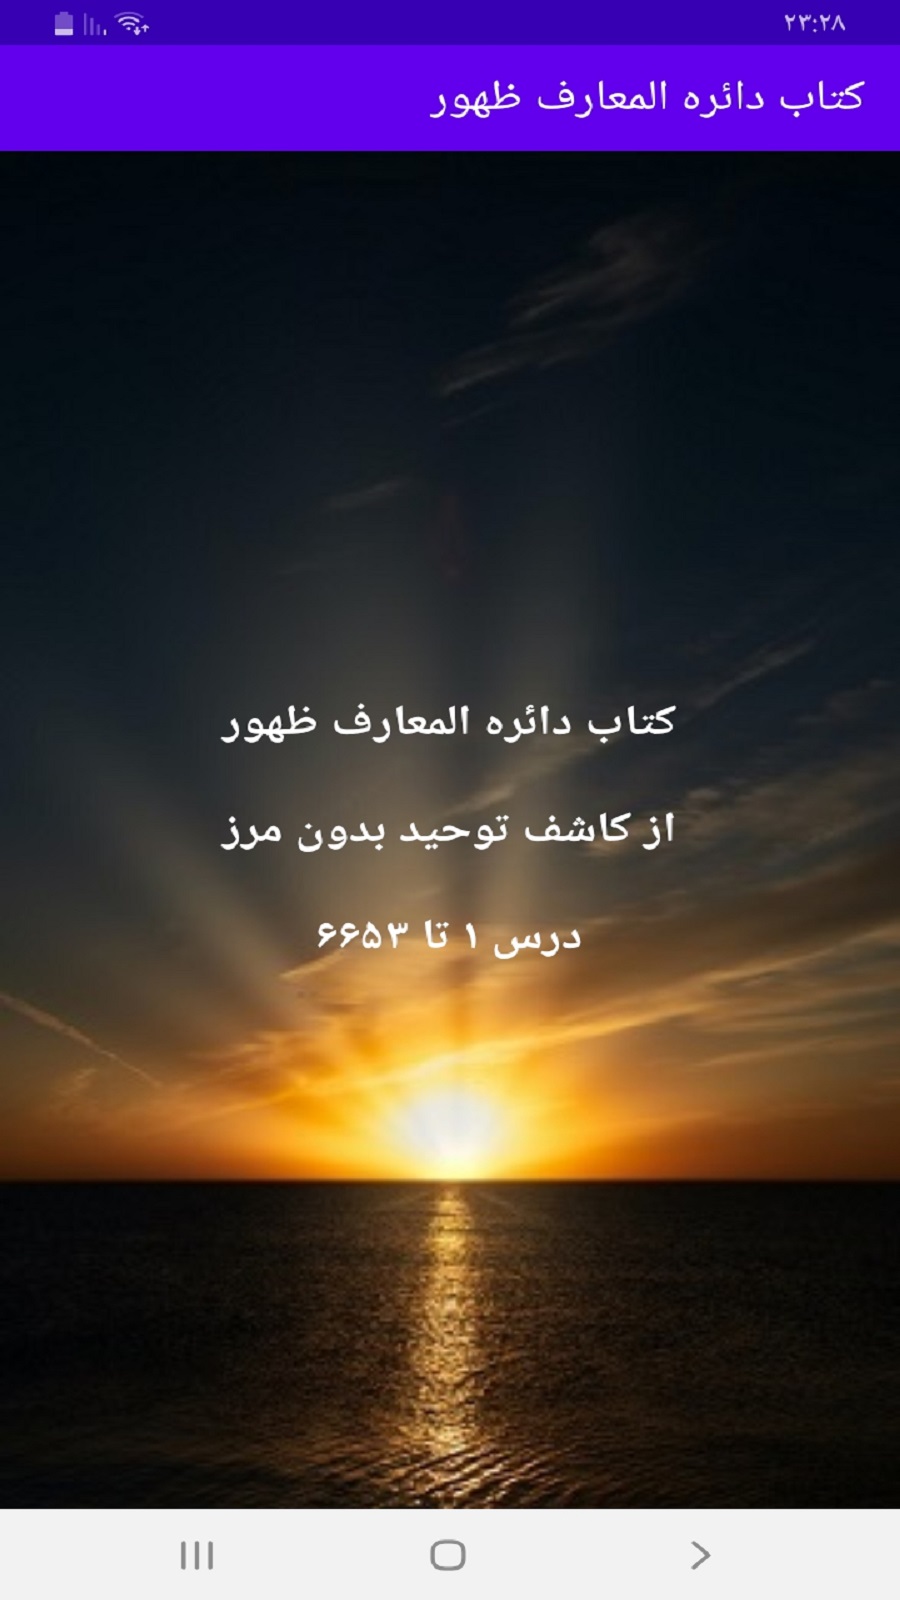 ۲۳:۲۸
کتاب دائره المعارف ظهور
کتاب دائره المعارف ظهور
از کاشف توحید بدون مرز
درس ۱ تا ۶۶۵۳